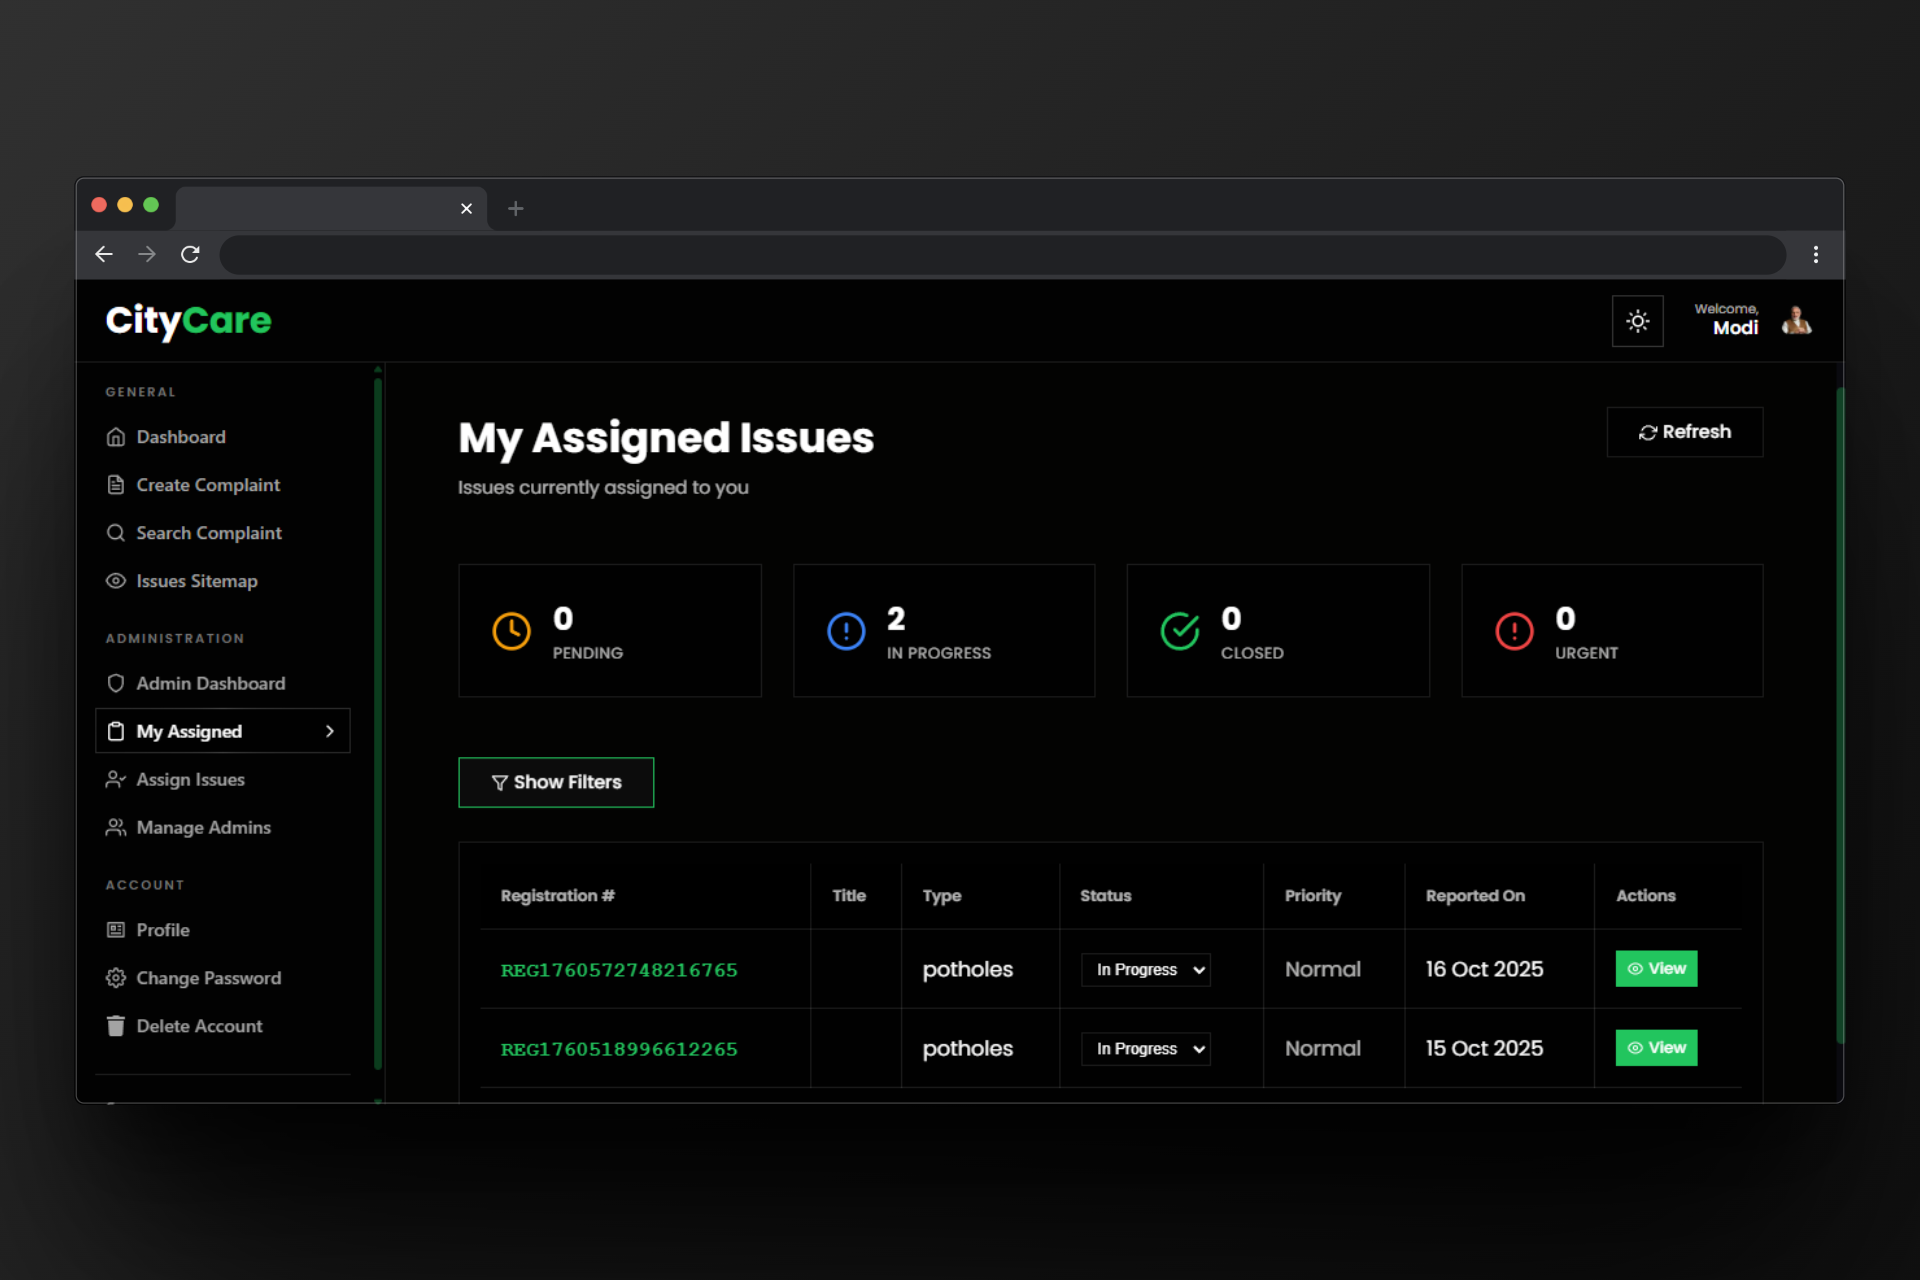 CityCare
Welcome,
Modi
GENERAL
Dashboard
Create Complaint
Search Complaint
Issues Sitemap
ADMINISTRATION
Admin Dashboard
My Assigned
Assign Issues
Manage Admins
ACCOUNT
Profile
Change Password
Delete Account
My Assigned Issues
Issues currently assigned to you
Refresh
0
PENDING
2
IN PROGRESS
0
CLOSED
0
URGENT
Show Filters
Registration # Title Type Status Priority Reported On Actions
REG1760572748216765 potholes In Progress Normal 16 Oct 2025 View
REG1760518996612265 potholes In Progress Normal 15 Oct 2025 View